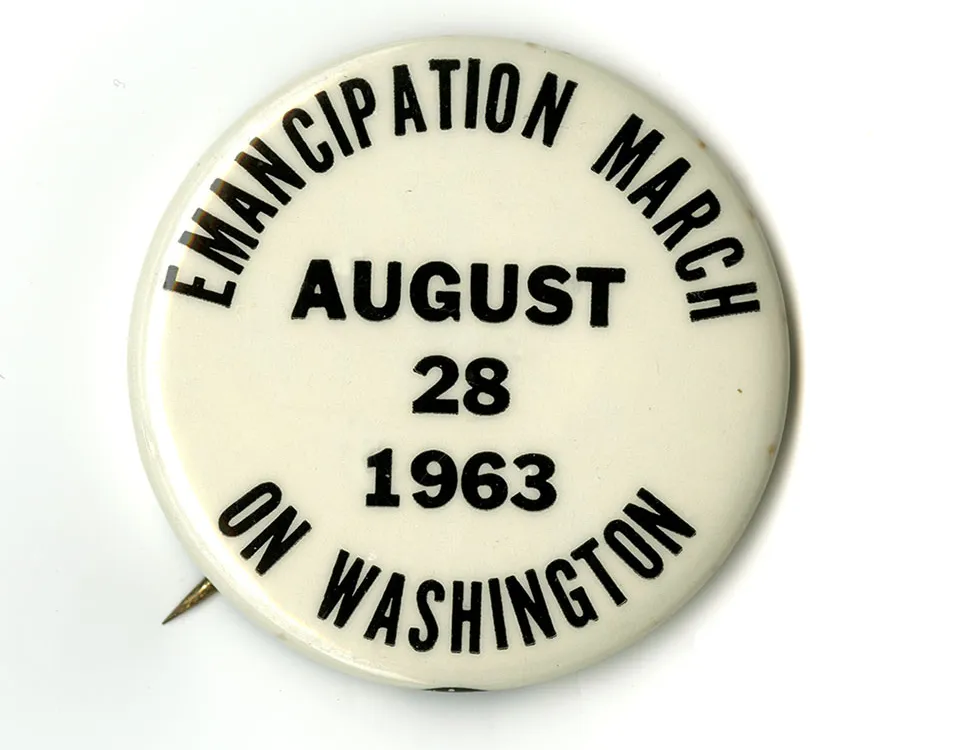 EMANCIPATION MARCH
AUGUST
28
1963
ON WASHINGTON